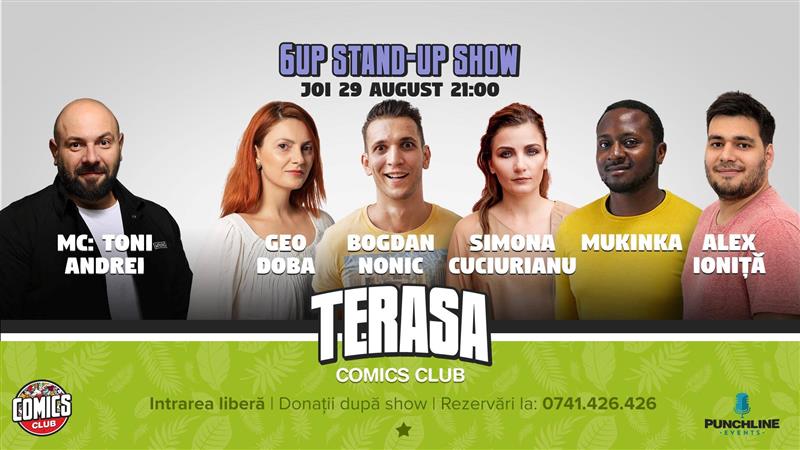 6UP STAND-UP SHOW
JOI 29 AUGUST 21:00
MC: TONI
ANDREI
GEO
DOBA
BOGDAN
NONIC
SIMONA
CUCIURIANU
MUKINKA
ALEX
IONIȚĂ
TERASA
COMICS CLUB
COMICS
CLUB
Intrarea liberă | Donații după show | Rezervări la: 0741.426.426
PUNCHLINE
• EVENTS •